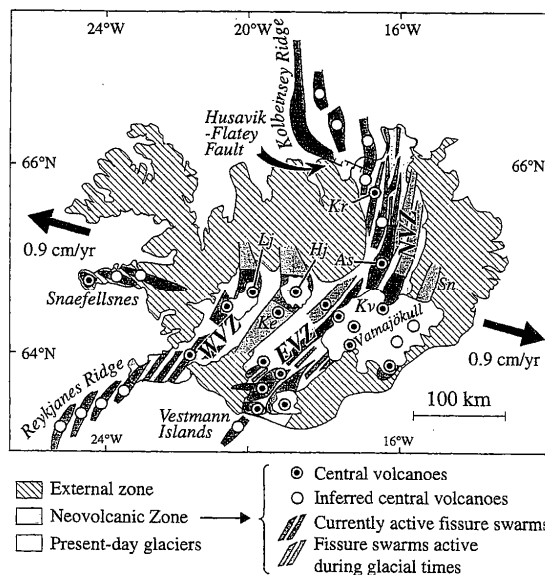 24°W
20°W
16°W
Kolbeinsey Ridge
Husavik
-Flatey
Fault
66°N
66°N
Kr
NVZ
0.9 cm/yr
Lj
Hj
As
Sn
Snaefellsnes
Ke
Kv
Vatnajökull
WVZ
EVZ
64°N
0.9 cm/yr
Reykjanes Ridge
100 km
24°W
Vestmann
Islands
16°W
External zone
Neovolcanic Zone
Present-day glaciers
Central volcanoes
Inferred central volcanoes
Currently active fissure swarms
Fissure swarms active
during glacial times